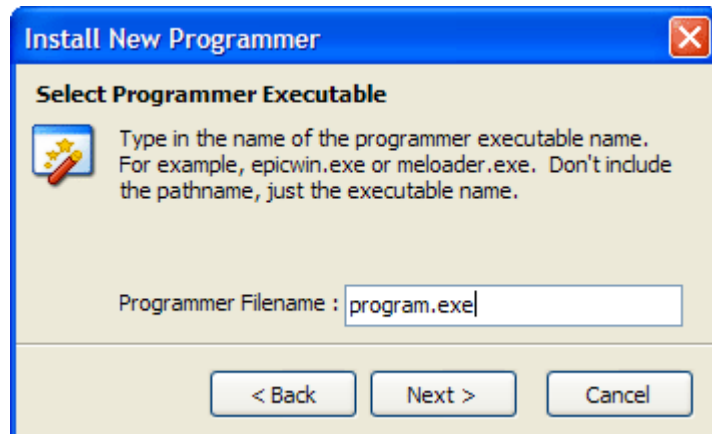 Install New Programmer
Select Programmer Executable
Type in the name of the programmer executable name.
For example, epicwin.exe or meloader.exe.  Don't include
the pathname, just the executable name.
Programmer Filename : program.exe
< Back Next > Cancel